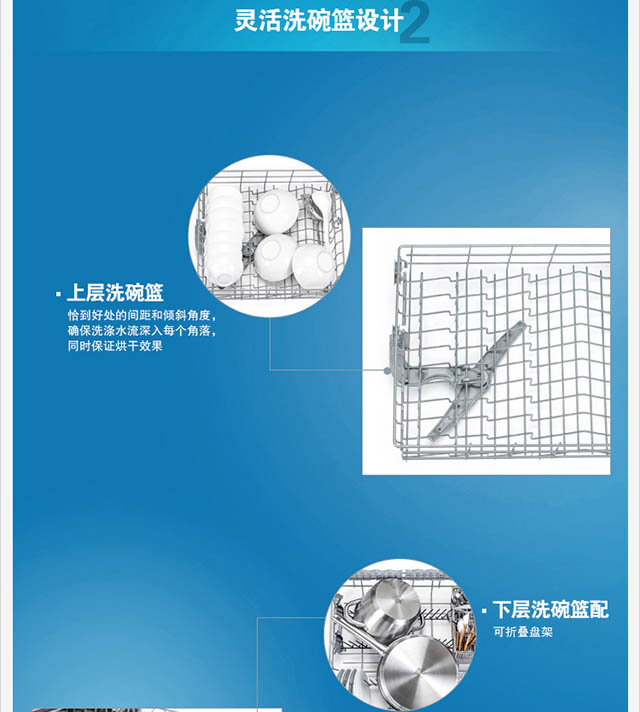 灵活洗碗篮设计2
上层洗碗篮
恰到好处的间距和倾斜角度，
确保洗涤水流深入每个角落，
同时保证烘干效果
下层洗碗篮配
可折叠盘架